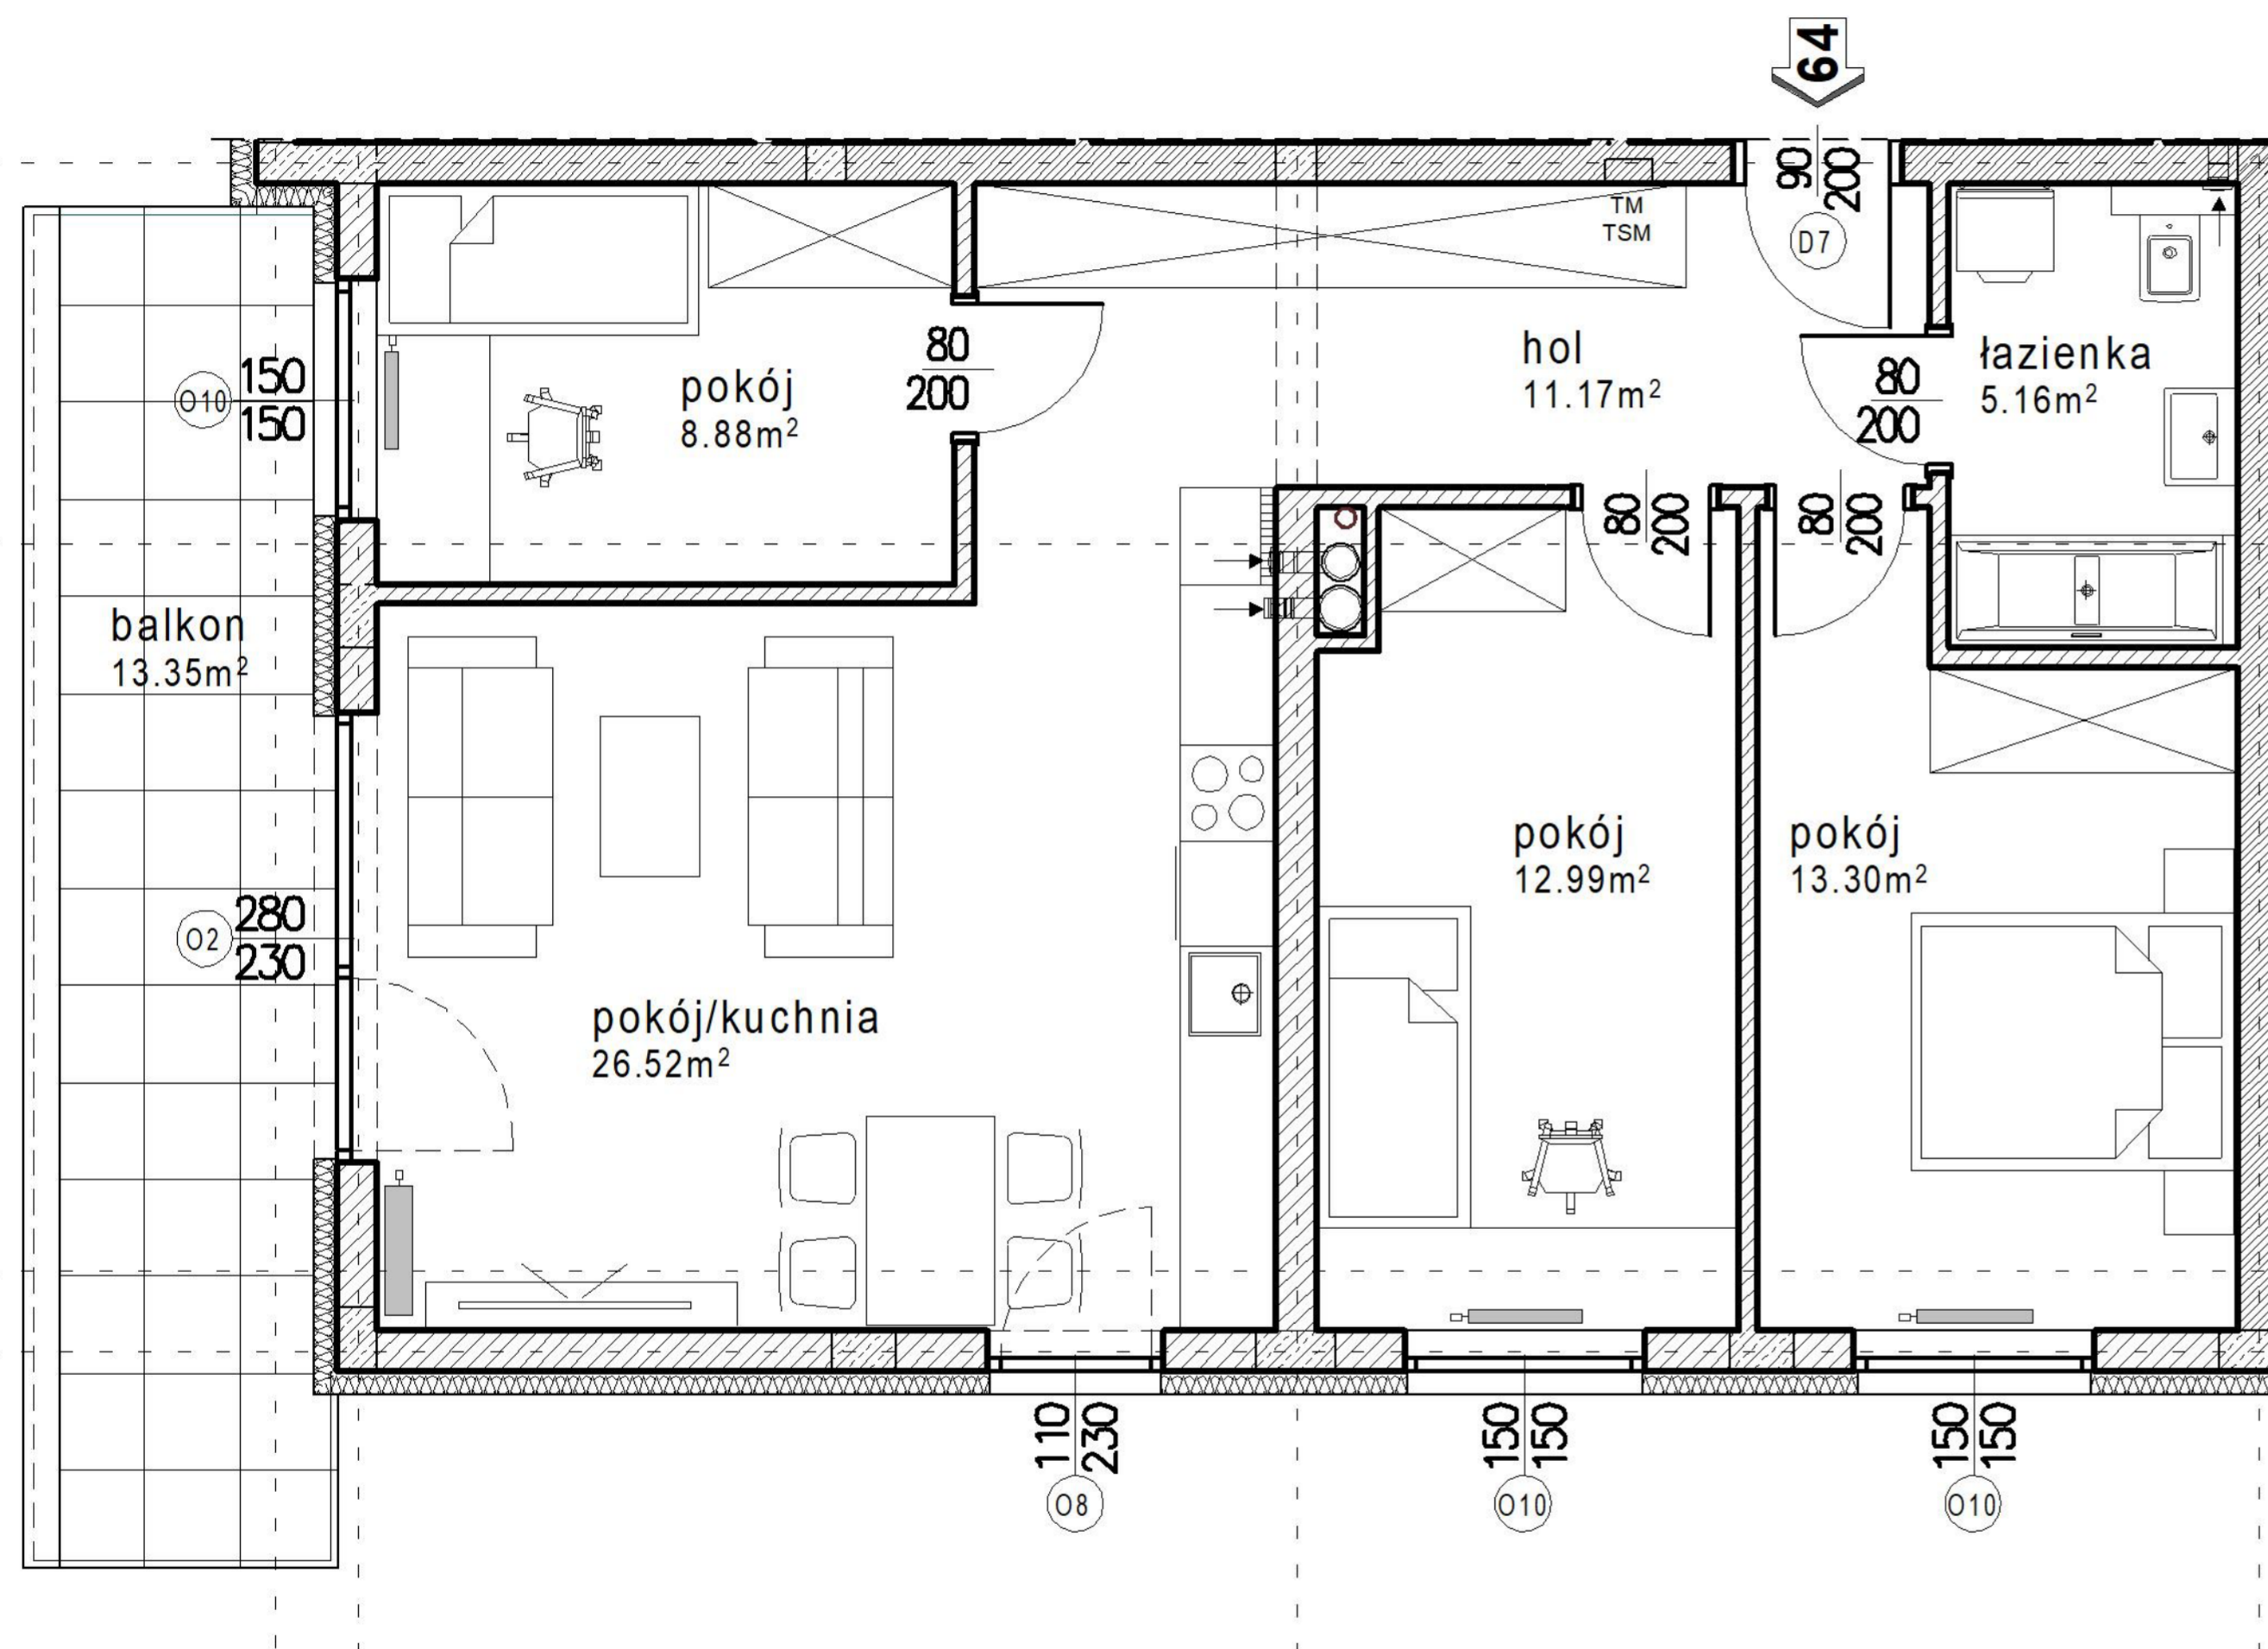 64
90
200
D7
TM
TSM
hol
11.17m²
łazienka
5.16m²
80
200
pokój
8.88m²
80
200
O10
150
150
80
200
80
200
balkon
13.35m²
pokój
12.99m²
pokój
13.30m²
O2
280
230
pokój/kuchnia
26.52m²
110
230
O8
150
150
O10
150
150
O10